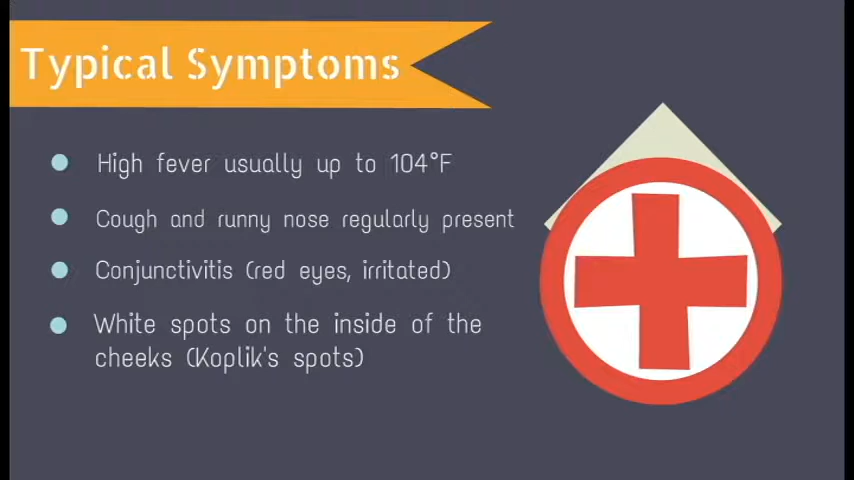 Typical Symptoms
High fever usually up to 104°F
Cough and runny nose regularly present
Conjunctivitis (red eyes, irritated)
White spots on the inside of the
cheeks (Koplik's spots)